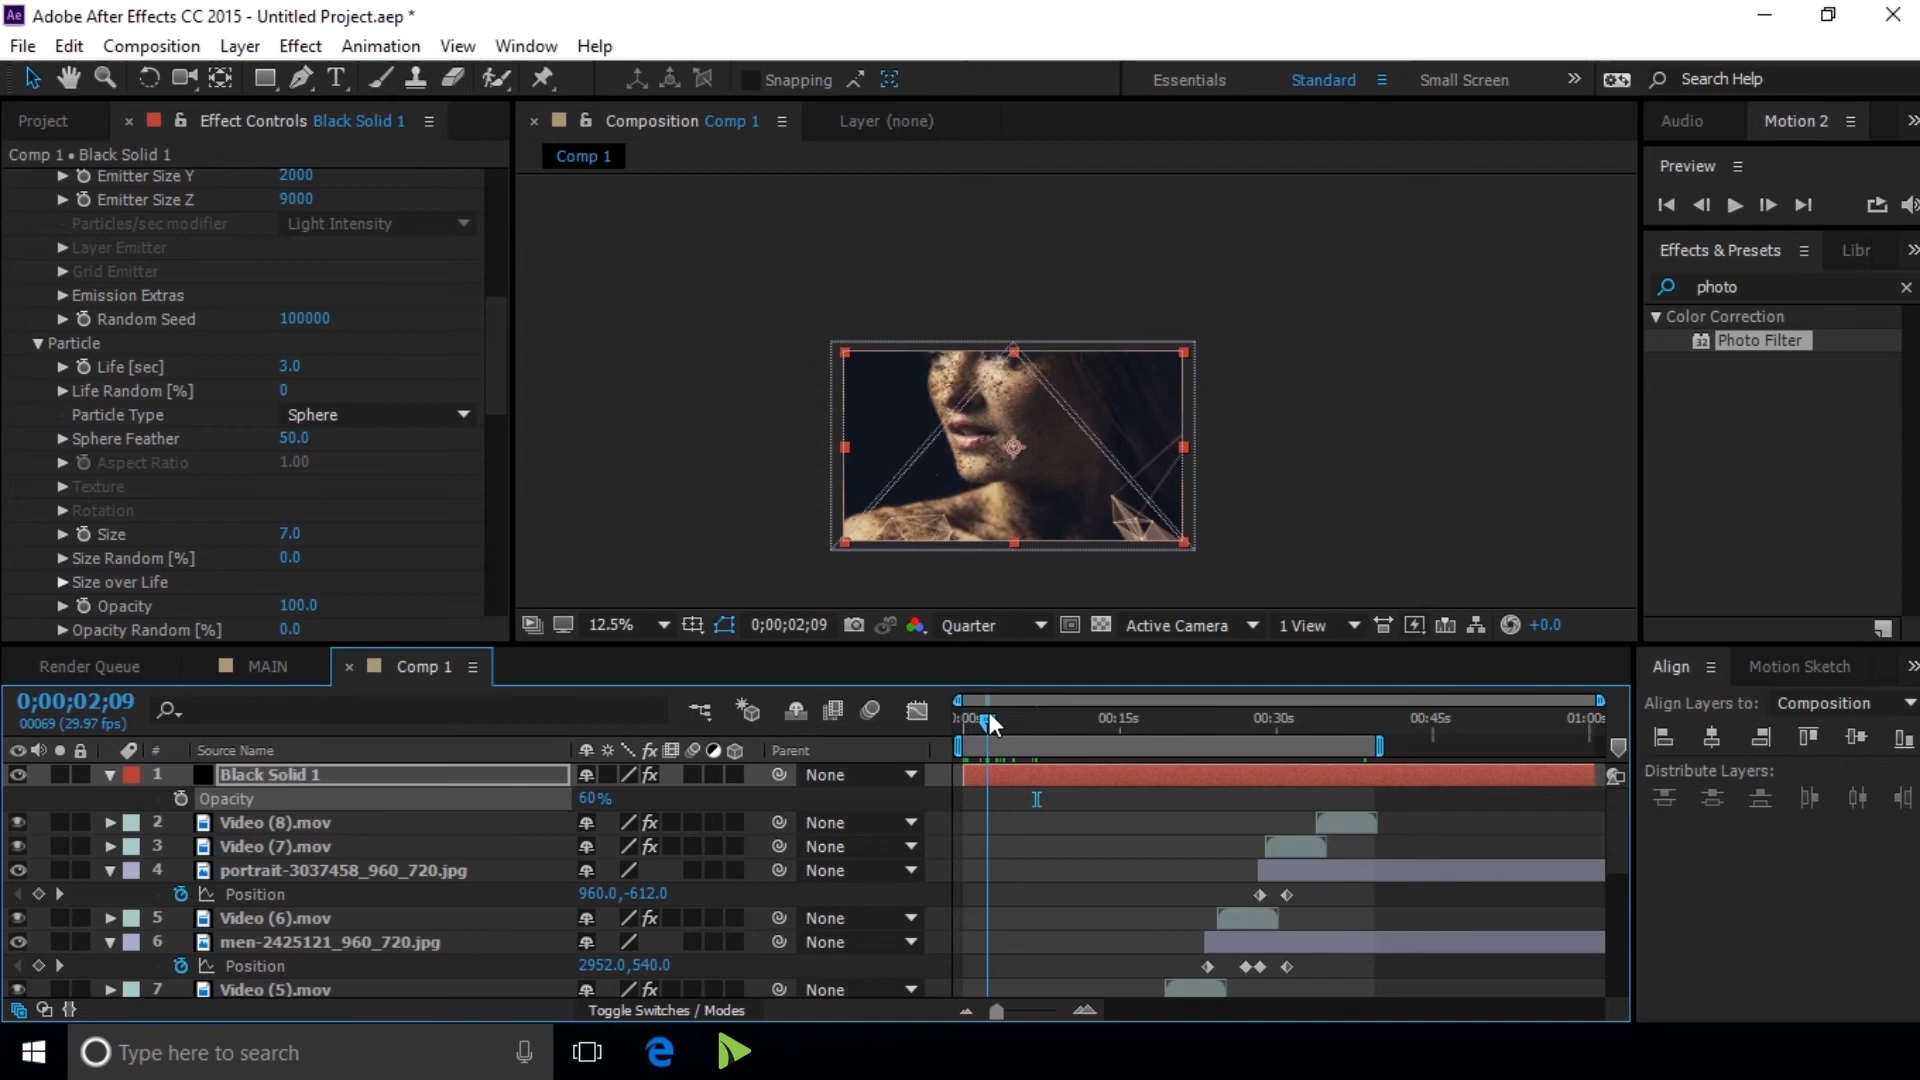 Adobe After Effects CC 2015 - Untitled Project.aep *
File Edit Composition Layer Effect Animation View Window Help
Snapping Essentials Standard Small Screen Search Help
Project Effect Controls Black Solid 1 Composition Comp 1 Layer (none) Audio Motion 2
Comp 1 • Black Solid 1 Comp 1
Emitter Size Y 2000
Emitter Size Z 9000
Particles/sec modifier Light Intensity
Layer Emitter
Grid Emitter
Emission Extras
Random Seed 100000
Particle
Life [sec] 3.0
Life Random [%] 0
Particle Type Sphere
Sphere Feather 50.0
Aspect Ratio 1.00
Texture
Rotation
Size 7.0
Size Random [%] 0.0
Size over Life
Opacity 100.0
Opacity Random [%] 0.0
12.5% 0;00;02;09 Quarter Active Camera 1 View +0.0
Preview
Effects & Presets Libr
photo
Color Correction
32 Photo Filter
Render Queue MAIN Comp 1
0;00;02;09
00069 (29.97 fps)
00:15s 00:30s 00:45s
# Source Name Parent
1 Black Solid 1 None
Opacity 60%
2 Video (8).mov None
3 Video (7).mov None
4 portrait-3037458_960_720.jpg None
Position 960.0,-612.0
5 Video (6).mov None
6 men-2425121_960_720.jpg None
Position 2952.0,540.0
7 Video (5).mov None
Toggle Switches / Modes
Align Motion Sketch
Align Layers to: Composition
Distribute Layers:
Type here to search